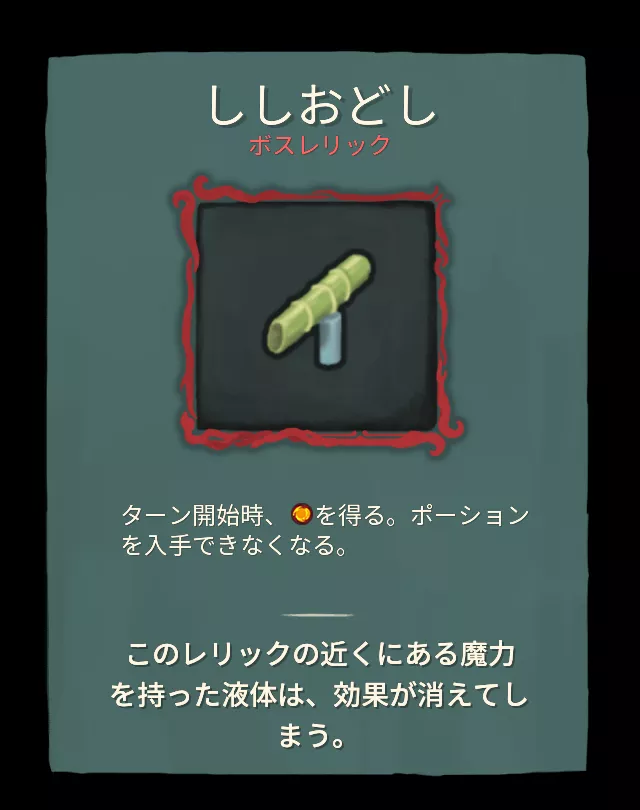 ししおどし
ボスレリック
ターン開始時、を得る。ポーション
を入手できなくなる。
このレリックの近くにある魔力
を持った液体は、効果が消えてし
まう。